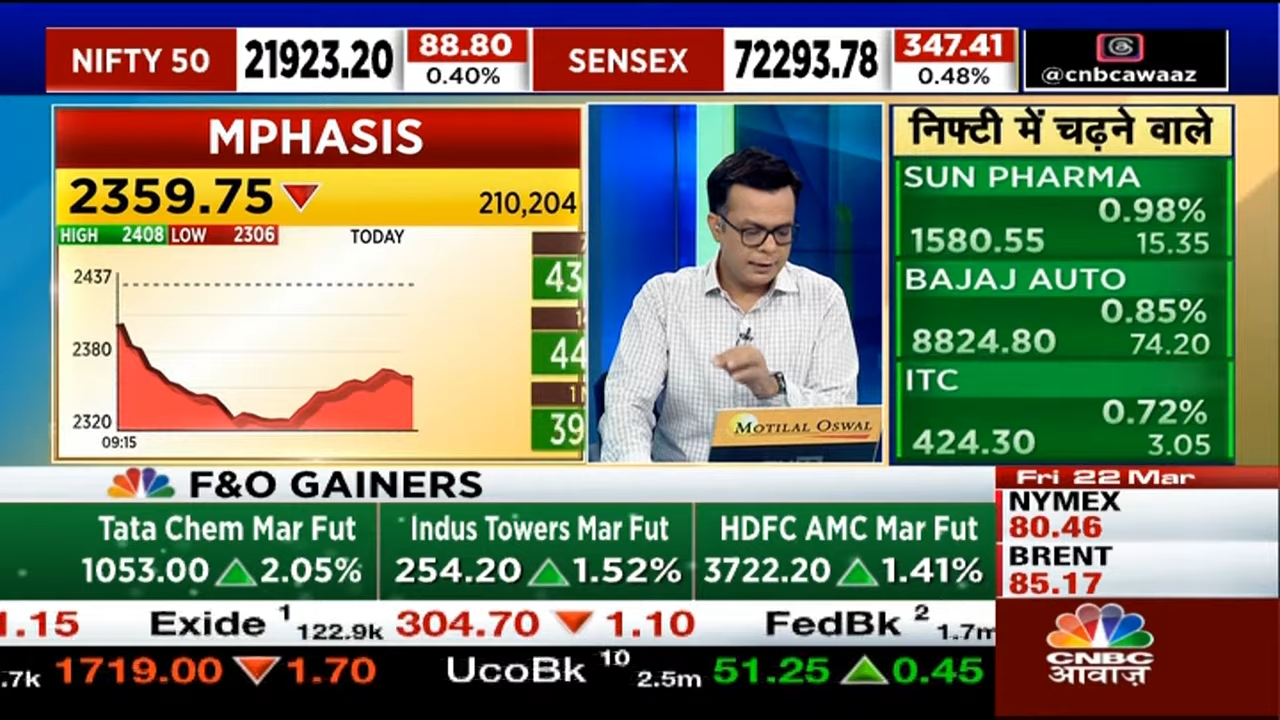 NIFTY 50 21923.20 88.80 0.40% SENSEX 72293.78 347.41 0.48% @cnbcawaaz
MPHASIS
2359.75 210,204
HIGH 2408 LOW 2306 TODAY
2437
2380
2320
09:15
43
44
39
MOTILAL OSWAL
निफ्टी में चढ़ने वाले
SUN PHARMA
0.98%
1580.55 15.35
BAJAJ AUTO
0.85%
8824.80 74.20
ITC
0.72%
424.30 3.05
F&O GAINERS
Tata Chem Mar Fut
1053.00 2.05%
Indus Towers Mar Fut
254.20 1.52%
HDFC AMC Mar Fut
3722.20 1.41%
Fri 22 Mar
NYMEX
80.46
BRENT
85.17
1.15 Exide 1 122.9k 304.70 1.10 FedBk 2 1.7m
.7k 1719.00 1.70 UcoBk 10 2.5m 51.25 0.45
CNBC
आवाज़